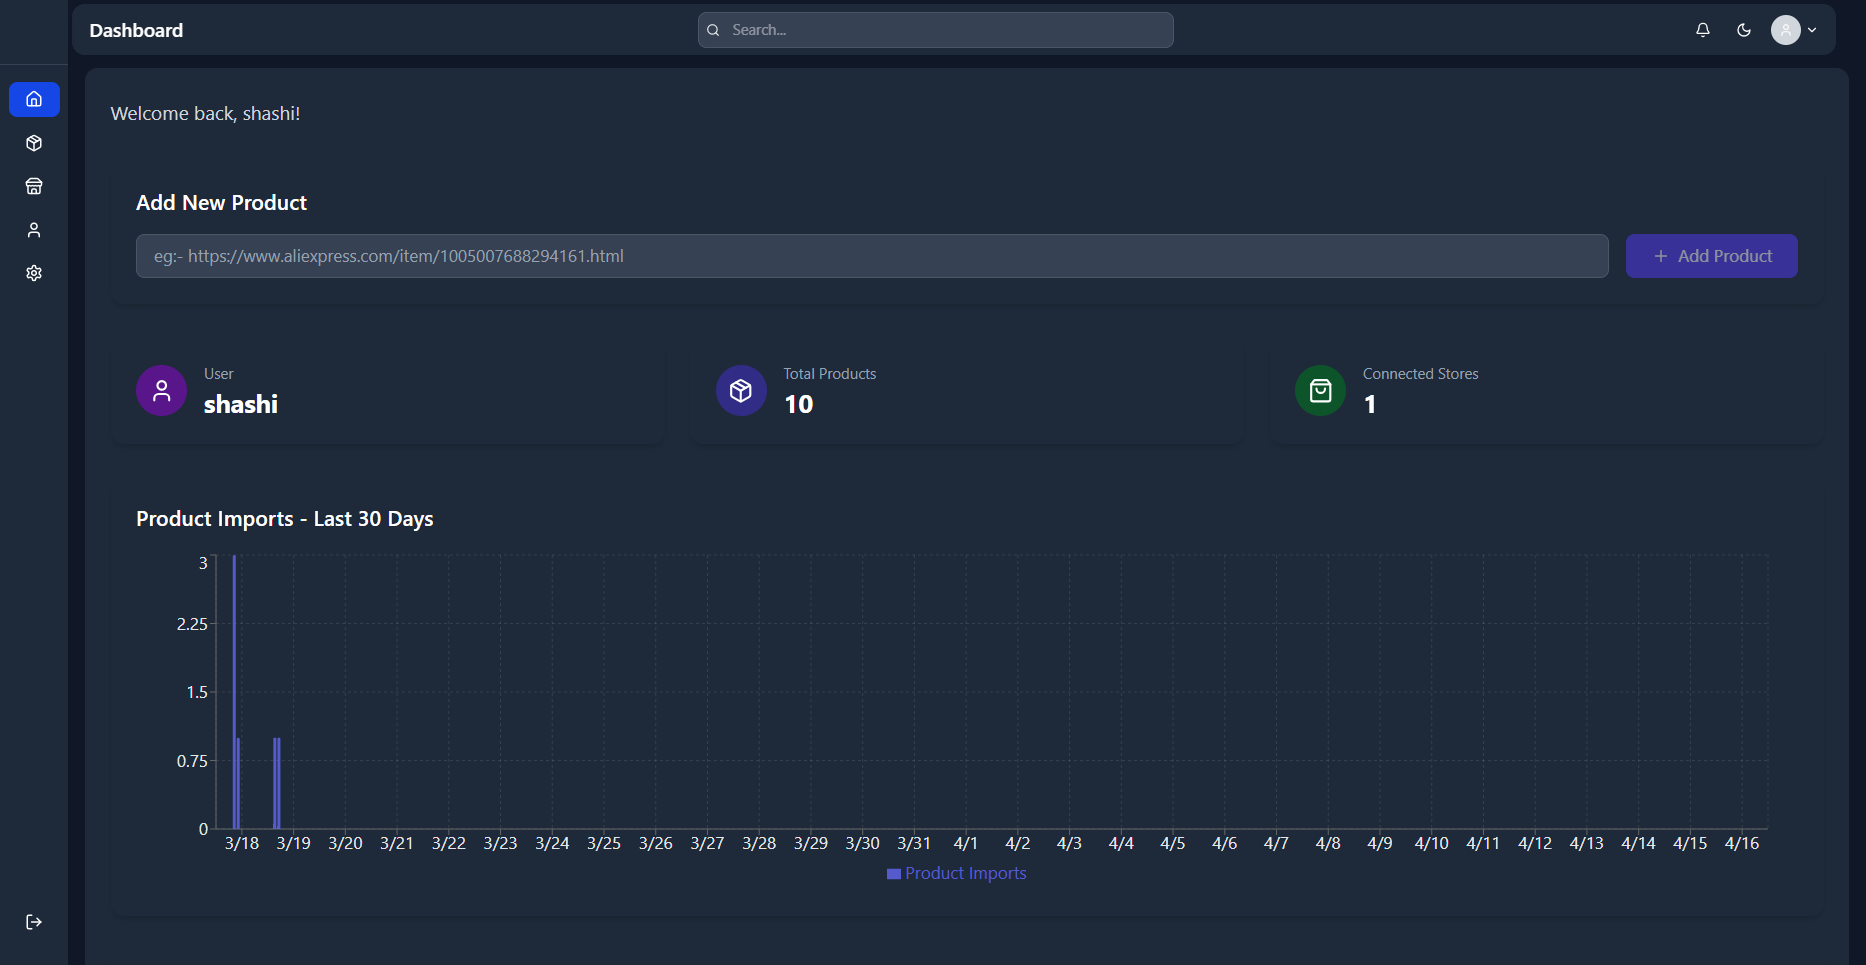 Dashboard
Search...
Welcome back, shashi!
Add New Product
eg:- https://www.aliexpress.com/item/1005007688294161.html
Add Product
User
shashi
Total Products
10
Connected Stores
1
Product Imports - Last 30 Days
3
2.25
1.5
0.75
0
3/18 3/19 3/20 3/21 3/22 3/23 3/24 3/25 3/26 3/27 3/28 3/29 3/30 3/31 4/1 4/2 4/3 4/4 4/5 4/6 4/7 4/8 4/9 4/10 4/11 4/12 4/13 4/14 4/15 4/16
Product Imports